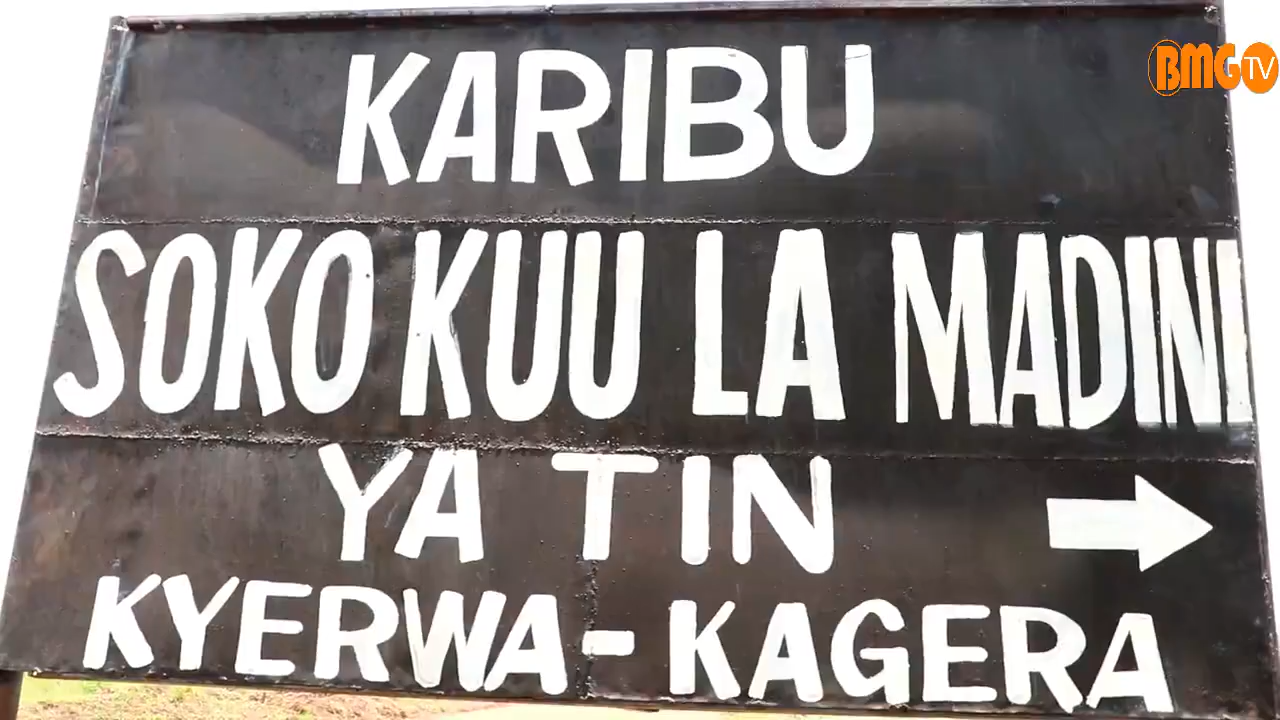 BMG TV
KARIBU
SOKO KUU LA MADINI
YA TIN
KYERWA - KAGERA